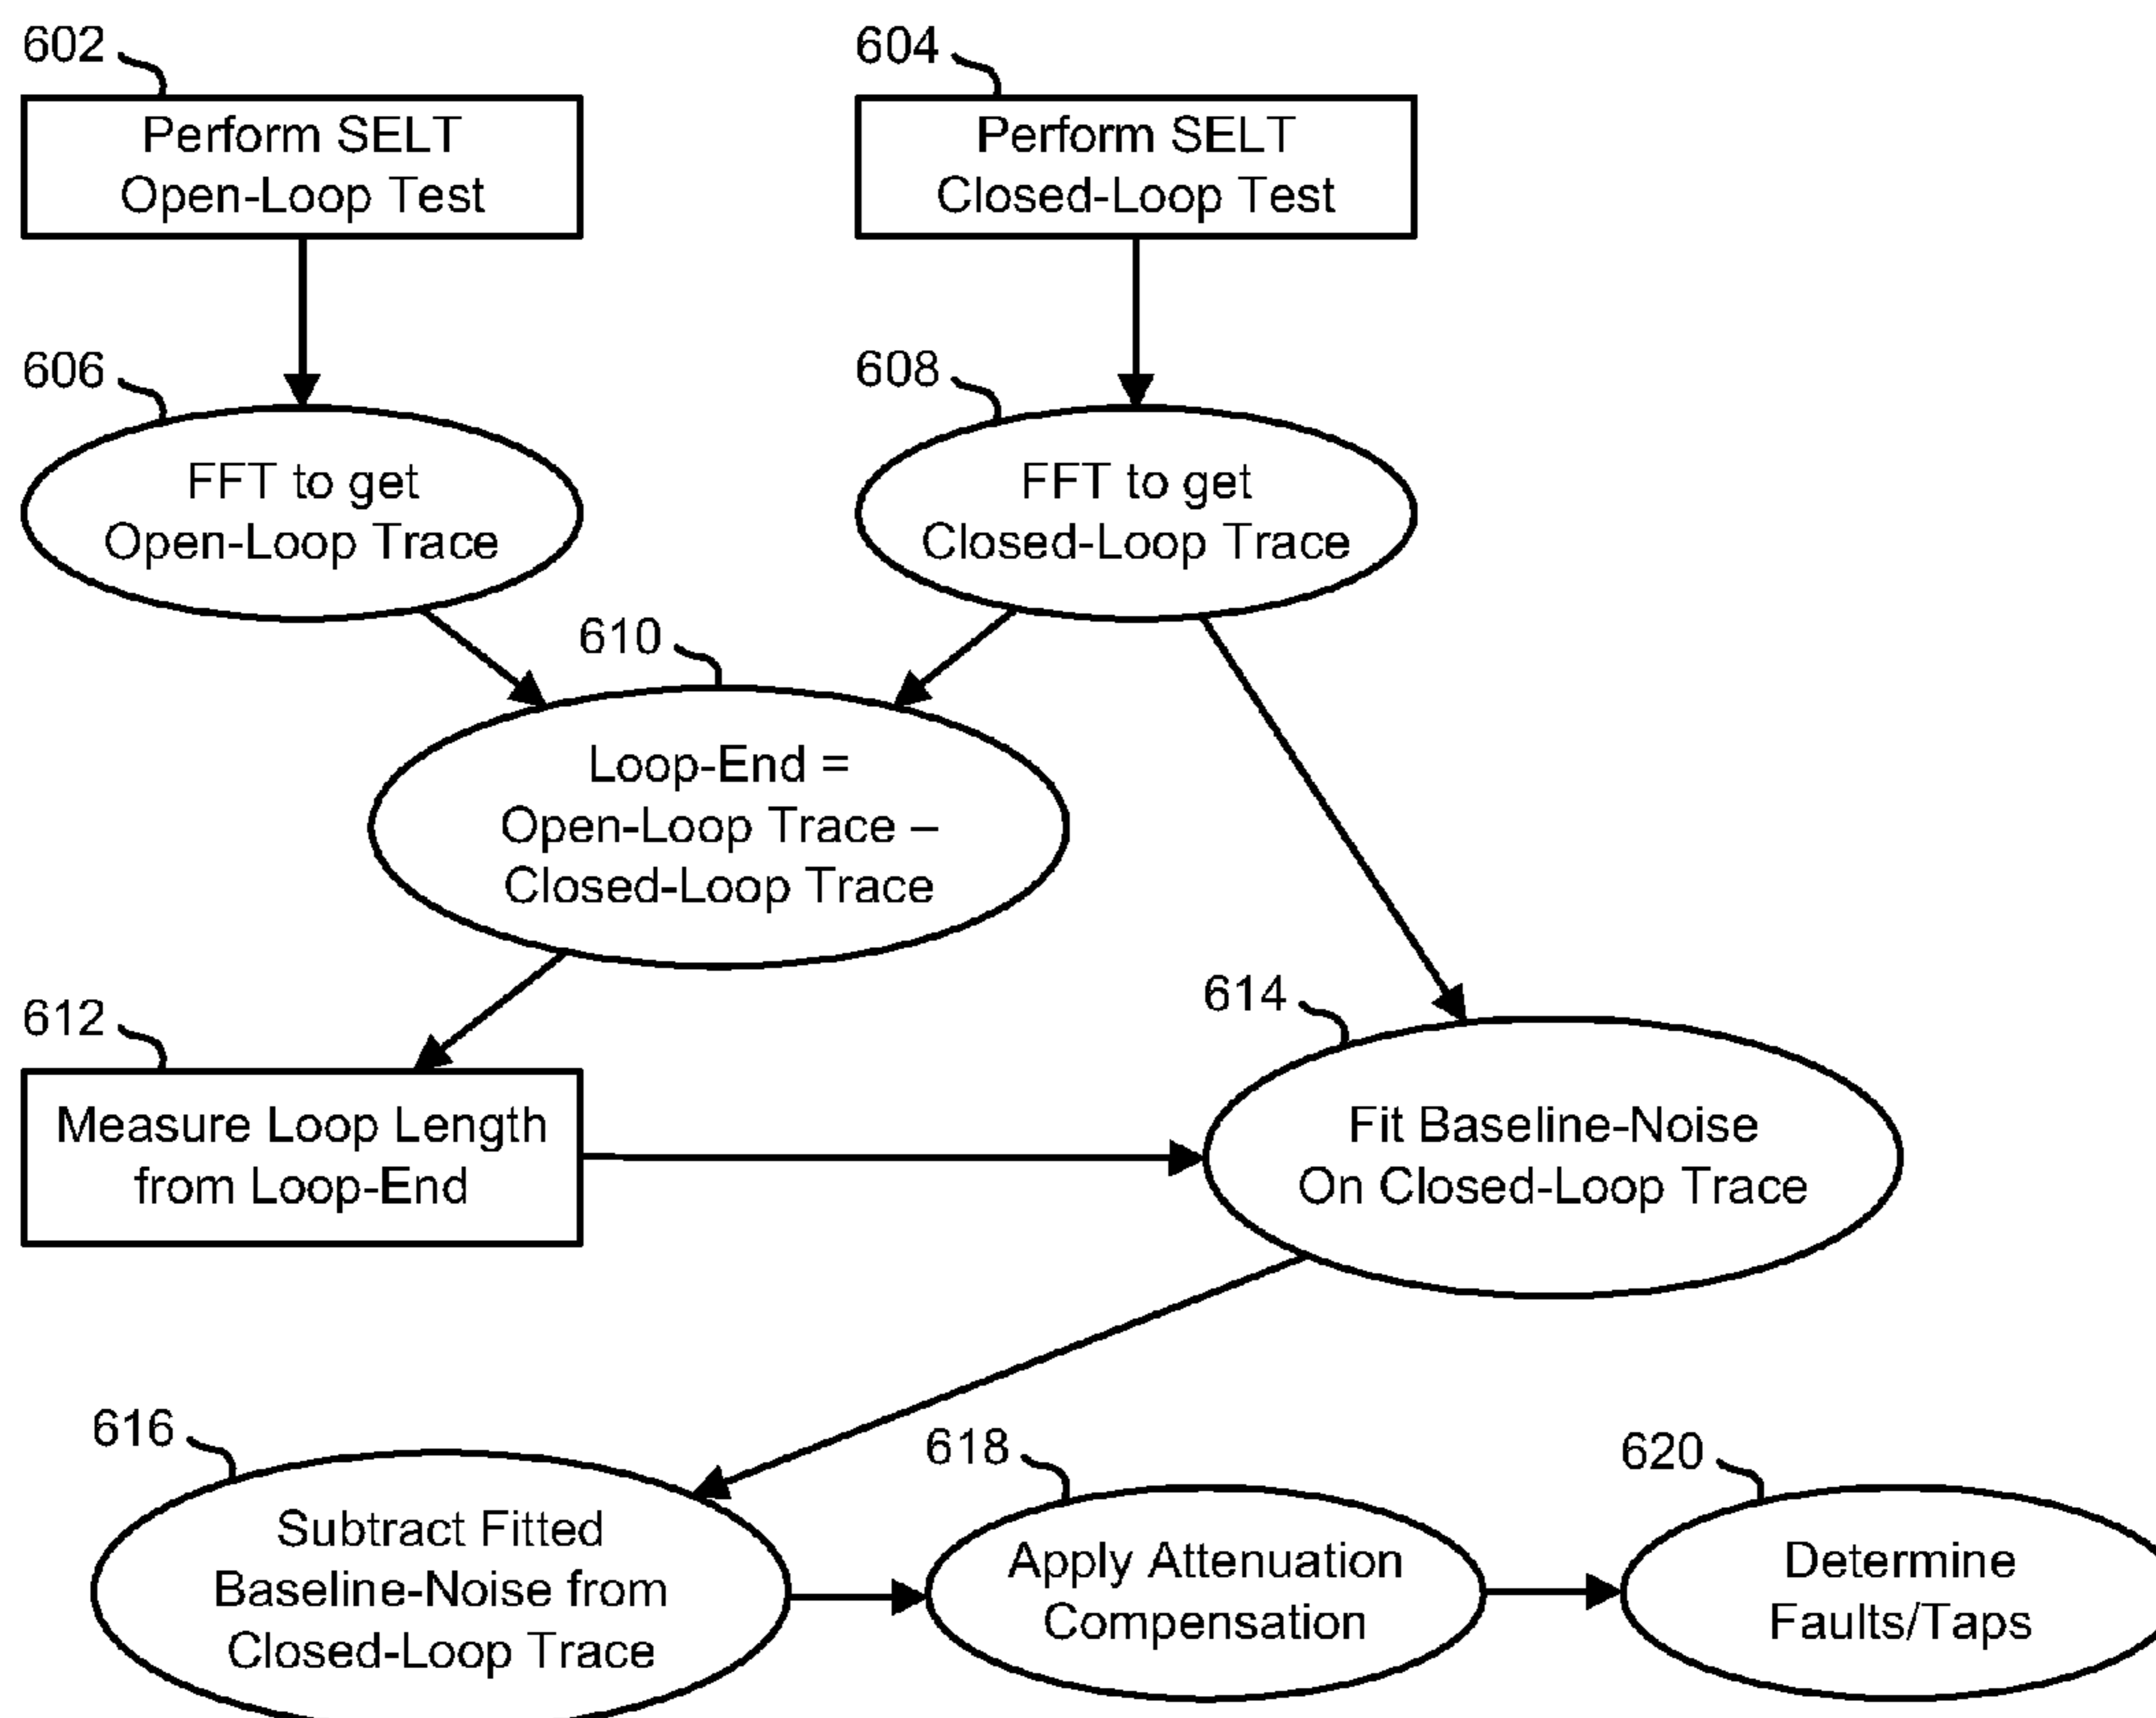 602
Perform SELT
Open-Loop Test
604
Perform SELT
Closed-Loop Test
606
FFT to get
Open-Loop Trace
608
FFT to get
Closed-Loop Trace
610
Loop-End =
Open-Loop Trace –
Closed-Loop Trace
612
Measure Loop Length
from Loop-End
614
Fit Baseline-Noise
On Closed-Loop Trace
616
Subtract Fitted
Baseline-Noise from
Closed-Loop Trace
618
Apply Attenuation
Compensation
620
Determine
Faults/Taps